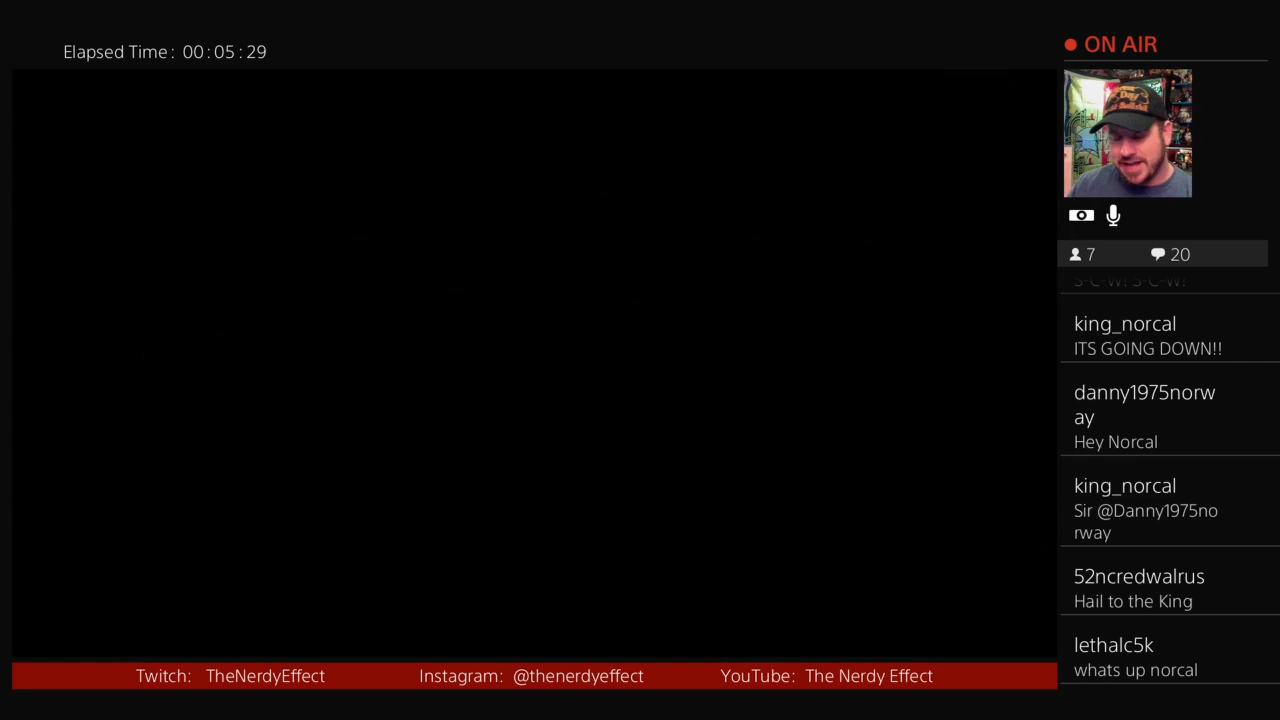 Elapsed Time: 00:05:29
ON AIR
7 20
S-C-W! S-C-W!
king_norcal
ITS GOING DOWN!!
danny1975norw
ay
Hey Norcal
king_norcal
Sir @Danny1975no
rway
52ncredwalrus
Hail to the King
lethalc5k
whats up norcal
Twitch: TheNerdyEffect Instagram: @thenerdyeffect YouTube: The Nerdy Effect